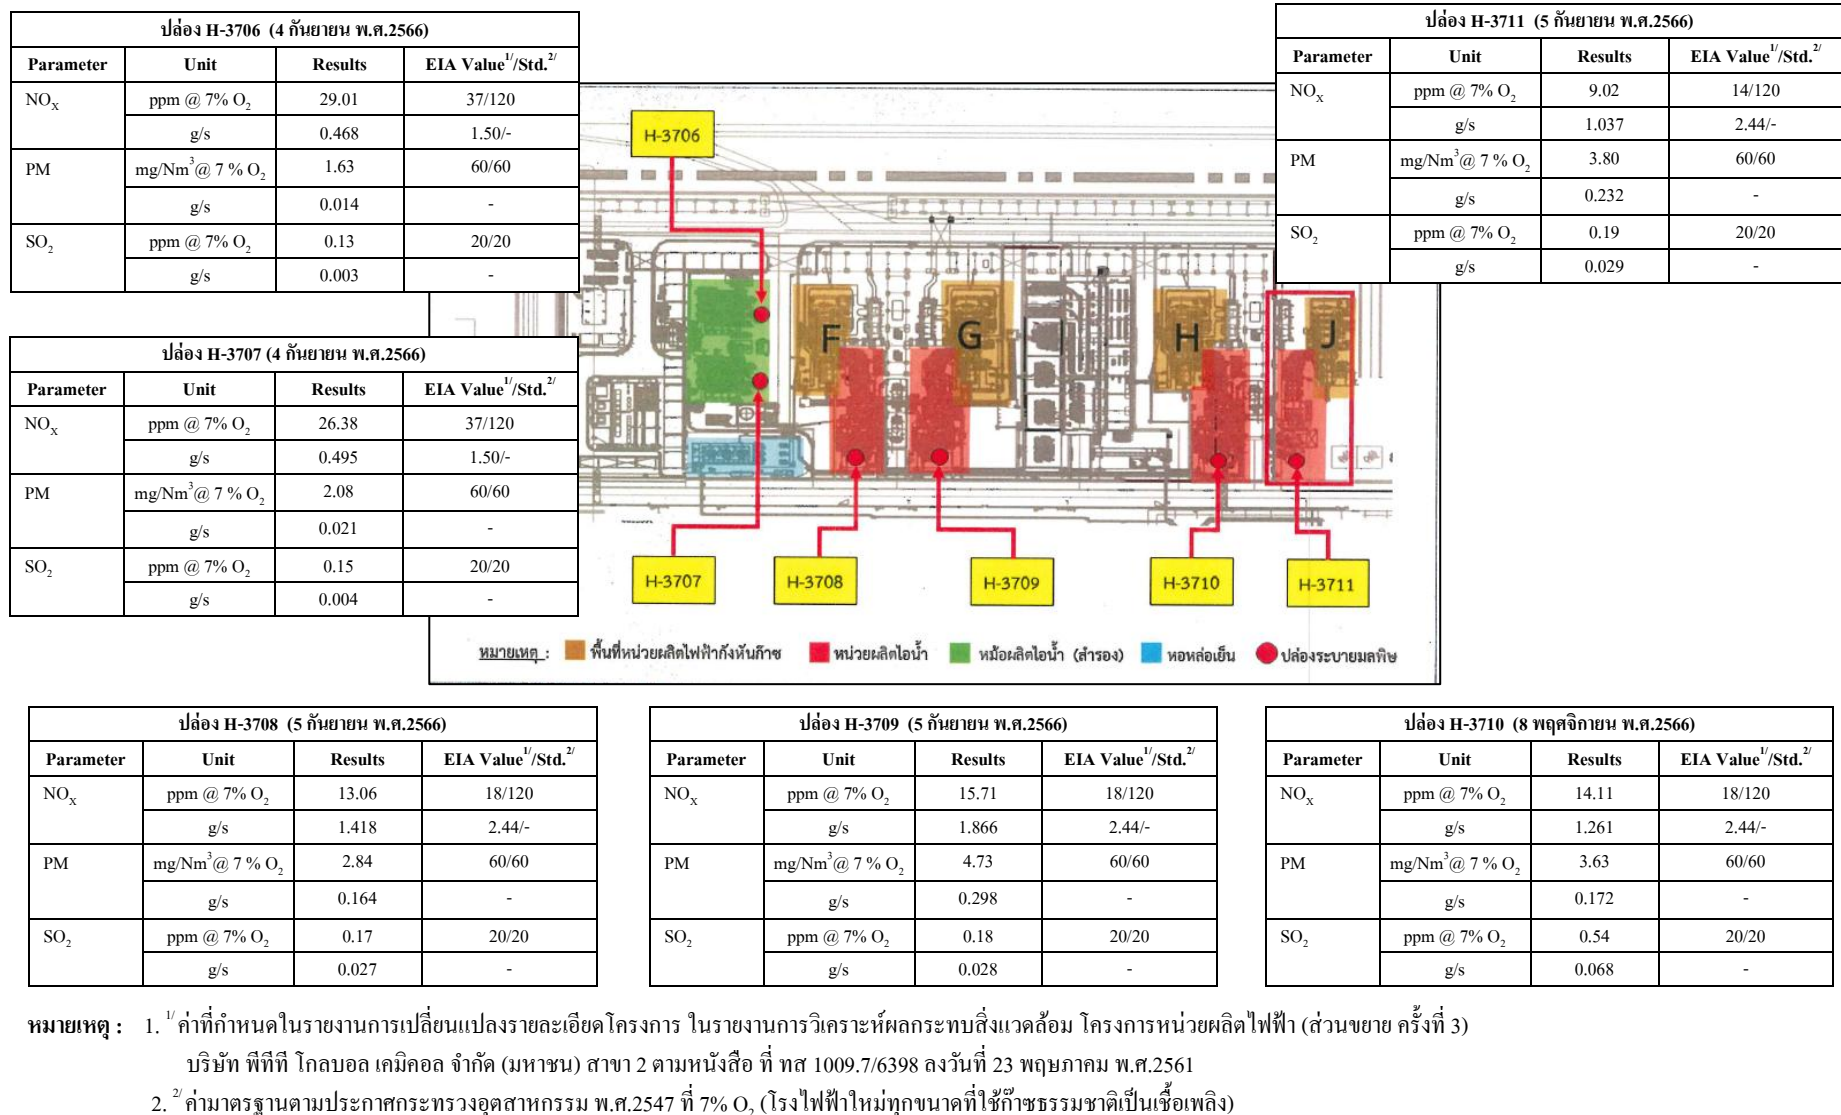 ปล่อง H-3706 (4 กันยายน พ.ศ.2566)
Parameter Unit Results EIA Value1//Std.2/
NOX ppm @ 7% O2 29.01 37/120
g/s 0.468 1.50/-
PM mg/Nm3@ 7 % O2 1.63 60/60
g/s 0.014 -
SO2 ppm @ 7% O2 0.13 20/20
g/s 0.003 -
ปล่อง H-3711 (5 กันยายน พ.ศ.2566)
Parameter Unit Results EIA Value1//Std.2/
NOX ppm @ 7% O2 9.02 14/120
g/s 1.037 2.44/-
PM mg/Nm3@ 7 % O2 3.80 60/60
g/s 0.232 -
SO2 ppm @ 7% O2 0.19 20/20
g/s 0.029 -
H-3706
F G H J
ปล่อง H-3707 (4 กันยายน พ.ศ.2566)
Parameter Unit Results EIA Value1//Std.2/
NOX ppm @ 7% O2 26.38 37/120
g/s 0.495 1.50/-
PM mg/Nm3@ 7 % O2 2.08 60/60
g/s 0.021 -
SO2 ppm @ 7% O2 0.15 20/20
g/s 0.004 -
H-3707 H-3708 H-3709 H-3710 H-3711
หมายเหตุ : พื้นที่หน่วยผลิตไฟฟ้ากังหันก๊าซ หน่วยผลิตไอน้ำ หม้อผลิตไอน้ำ (สำรอง) หอหล่อเย็น ปล่องระบายมลพิษ
ปล่อง H-3708 (5 กันยายน พ.ศ.2566)
Parameter Unit Results EIA Value1//Std.2/
NOX ppm @ 7% O2 13.06 18/120
g/s 1.418 2.44/-
PM mg/Nm3@ 7 % O2 2.84 60/60
g/s 0.164 -
SO2 ppm @ 7% O2 0.17 20/20
g/s 0.027 -
ปล่อง H-3709 (5 กันยายน พ.ศ.2566)
Parameter Unit Results EIA Value1//Std.2/
NOX ppm @ 7% O2 15.71 18/120
g/s 1.866 2.44/-
PM mg/Nm3@ 7 % O2 4.73 60/60
g/s 0.298 -
SO2 ppm @ 7% O2 0.18 20/20
g/s 0.028 -
ปล่อง H-3710 (8 พฤศจิกายน พ.ศ.2566)
Parameter Unit Results EIA Value1//Std.2/
NOX ppm @ 7% O2 14.11 18/120
g/s 1.261 2.44/-
PM mg/Nm3@ 7 % O2 3.63 60/60
g/s 0.172 -
SO2 ppm @ 7% O2 0.54 20/20
g/s 0.068 -
หมายเหตุ : 1. 1/ ค่าที่กำหนดในรายงานการเปลี่ยนแปลงรายละเอียดโครงการ ในรายงานการวิเคราะห์ผลกระทบสิ่งแวดล้อม โครงการหน่วยผลิตไฟฟ้า (ส่วนขยาย ครั้งที่ 3)
บริษัท พีทีที โกลบอล เคมิคอล จำกัด (มหาชน) สาขา 2 ตามหนังสือ ที่ ทส 1009.7/6398 ลงวันที่ 23 พฤษภาคม พ.ศ.2561
2. 2/ ค่ามาตรฐานตามประกาศกระทรวงอุตสาหกรรม พ.ศ.2547 ที่ 7% O2 (โรงไฟฟ้าใหม่ทุกขนาดที่ใช้ก๊าซธรรมชาติเป็นเชื้อเพลิง)